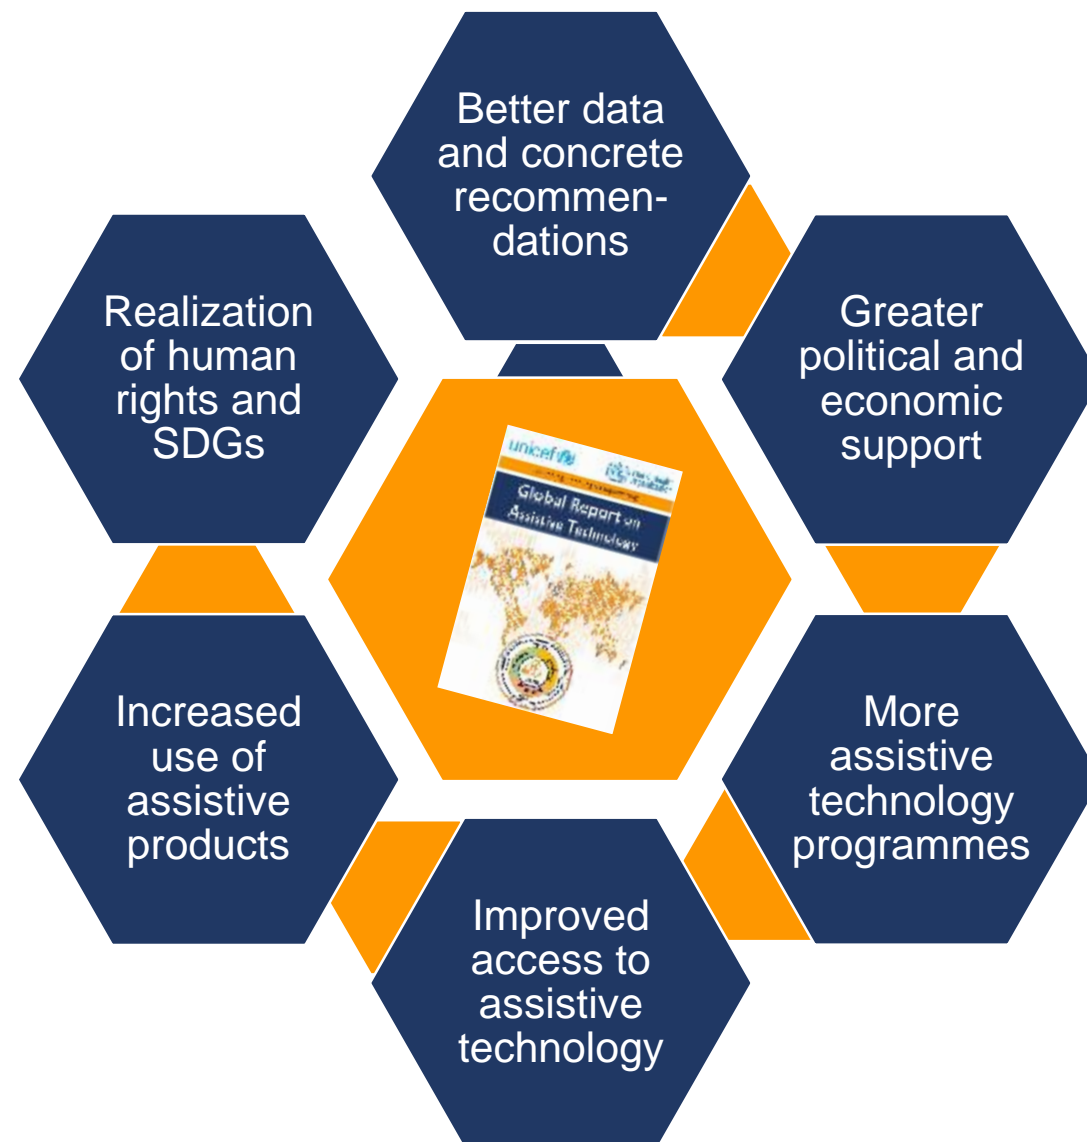 Better data
and concrete
recommen-
dations
Greater
political and
economic
support
More
assistive
technology
programmes
Improved
access to
assistive
technology
Increased
use of
assistive
products
Realization
of human
rights and
SDGs
unicef
Global Report on
Assistive Technology